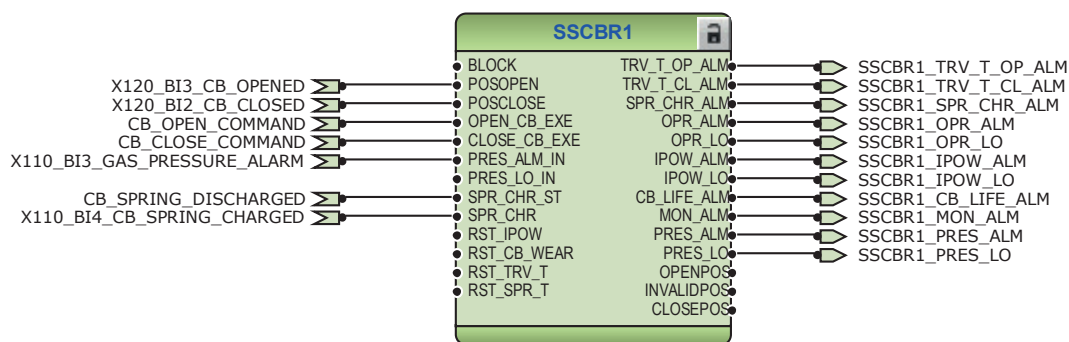 SSCBR1
BLOCK TRV_T_OP_ALM SSCBR1_TRV_T_OP_ALM
X120_BI3_CB_OPENED POSOPEN TRV_T_CL_ALM SSCBR1_TRV_T_CL_ALM
X120_BI2_CB_CLOSED POSCLOSE SPR_CHR_ALM SSCBR1_SPR_CHR_ALM
CB_OPEN_COMMAND OPEN_CB_EXE OPR_ALM SSCBR1_OPR_ALM
CB_CLOSE_COMMAND CLOSE_CB_EXE OPR_LO SSCBR1_OPR_LO
X110_BI3_GAS_PRESSURE_ALARM PRES_ALM_IN IPOW_ALM SSCBR1_IPOW_ALM
PRES_LO_IN IPOW_LO SSCBR1_IPOW_LO
CB_SPRING_DISCHARGED SPR_CHR_ST CB_LIFE_ALM SSCBR1_CB_LIFE_ALM
X110_BI4_CB_SPRING_CHARGED SPR_CHR MON_ALM SSCBR1_MON_ALM
RST_IPOW PRES_ALM SSCBR1_PRES_ALM
RST_CB_WEAR PRES_LO SSCBR1_PRES_LO
RST_TRV_T OPENPOS
RST_SPR_T INVALIDPOS
CLOSEPOS